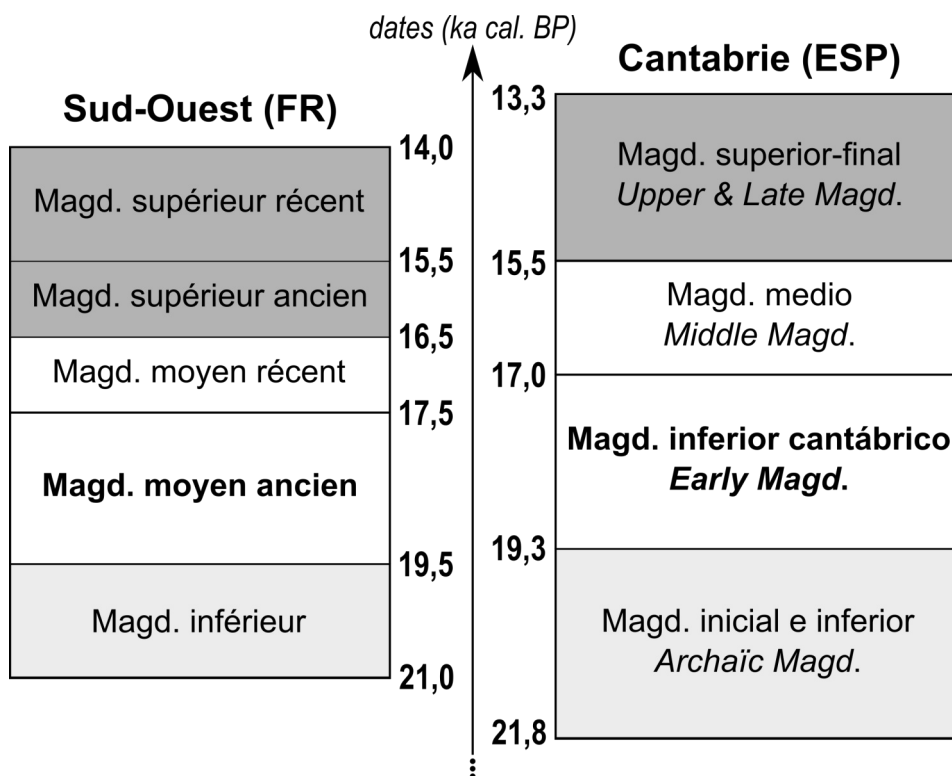 dates (ka cal. BP)
Sud-Ouest (FR)
14,0
Magd. supérieur récent
15,5
Magd. supérieur ancien
16,5
Magd. moyen récent
17,5
Magd. moyen ancien
19,5
Magd. inférieur
21,0
Cantabrie (ESP)
13,3
Magd. superior-final
Upper & Late Magd.
15,5
Magd. medio
Middle Magd.
17,0
Magd. inferior cantábrico
Early Magd.
19,3
Magd. inicial e inferior
Archaïc Magd.
21,8